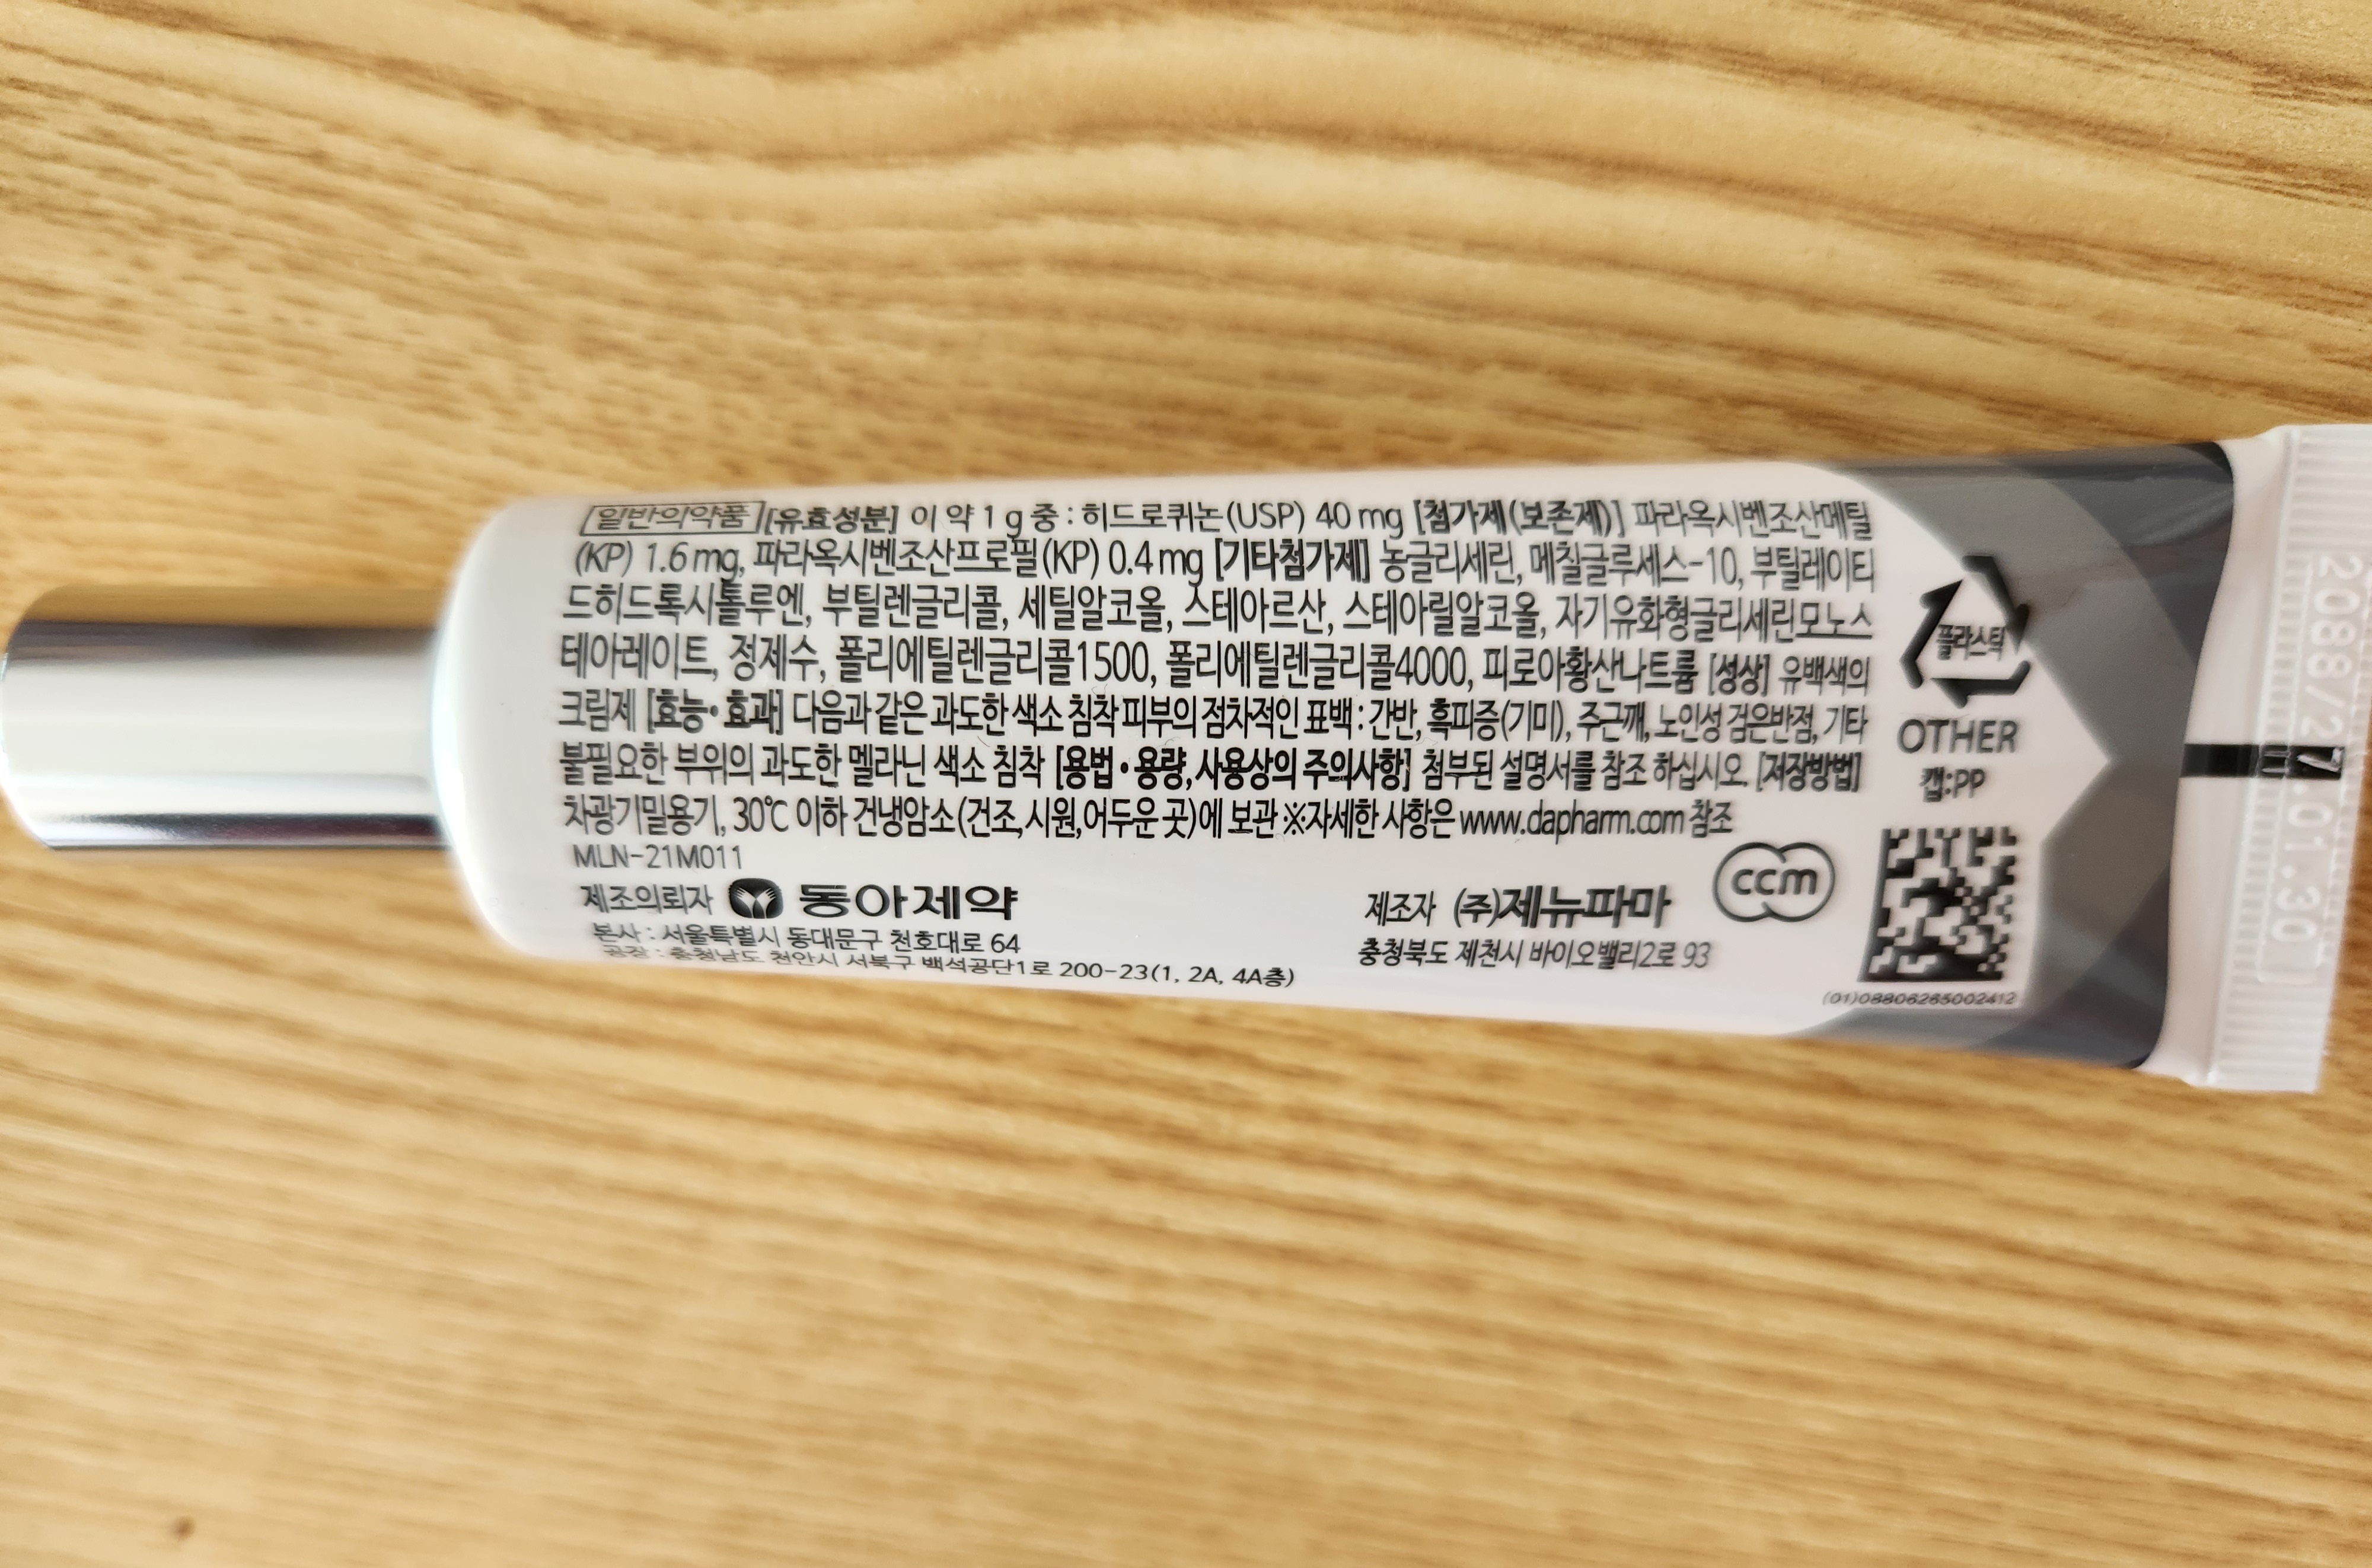 일반의약품 [유효성분] 이 약 1 g 중 : 히드로퀴논(USP) 40 mg [첨가제(보존제)] 파라옥시벤조산메틸
(KP) 1.6 mg, 파라옥시벤조산프로필(KP) 0.4 mg [기타첨가제] 농글리세린, 메칠글루세스-10, 부틸레이티
드히드록시톨루엔, 부틸렌글리콜, 세틸알코올, 스테아르산, 스테아릴알코올, 자기유화형글리세린모노스
테아레이트, 정제수, 폴리에틸렌글리콜1500, 폴리에틸렌글리콜4000, 피로아황산나트륨 [성상] 유백색의
크림제 [효능•효과] 다음과 같은 과도한 색소 침착 피부의 점차적인 표백 : 간반, 흑피증(기미), 주근깨, 노인성 검은반점, 기타
불필요한 부위의 과도한 멜라닌 색소 침착 [용법•용량, 사용상의 주의사항] 첨부된 설명서를 참조 하십시오. [저장방법]
차광기밀용기, 30℃ 이하 건냉암소(건조,시원,어두운 곳)에 보관 ※자세한 사항은 www.dapharm.com 참조
MLN-21M011
제조의뢰자 동아제약
본사 : 서울특별시 동대문구 천호대로 64
공장 : 충청남도 천안시 서북구 백석공단1로 200-23(1, 2A, 4A층)
제조자 (주)제뉴파마
충청북도 제천시 바이오밸리2로 93
ccm
플라스틱
OTHER
캡:PP
(01)08806265002412